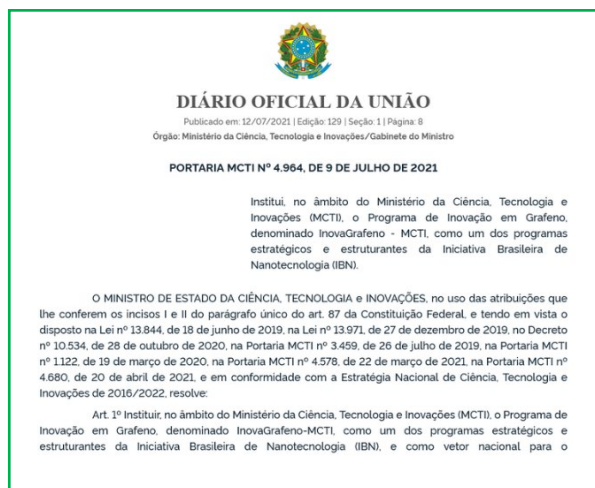 DIÁRIO OFICIAL DA UNIÃO
Publicado em: 12/07/2021 | Edição: 129 | Seção: 1 | Página: 8
Órgão: Ministério da Ciência, Tecnologia e Inovações/Gabinete do Ministro
PORTARIA MCTI Nº 4.964, DE 9 DE JULHO DE 2021
Institui, no âmbito do Ministério da Ciência, Tecnologia e
Inovações (MCTI), o Programa de Inovação em Grafeno,
denominado InovaGrafeno - MCTI, como um dos programas
estratégicos e estruturantes da Iniciativa Brasileira de
Nanotecnologia (IBN).
O MINISTRO DE ESTADO DA CIÊNCIA, TECNOLOGIA e INOVAÇÕES, no uso das atribuições que
lhe conferem os incisos I e II do parágrafo único do art. 87 da Constituição Federal, e tendo em vista o
disposto na Lei nº 13.844, de 18 de junho de 2019, na Lei nº 13.971, de 27 de dezembro de 2019, no Decreto
nº 10.534, de 28 de outubro de 2020, na Portaria MCTI nº 3.459, de 26 de julho de 2019, na Portaria MCTI
nº 1.122, de 19 de março de 2020, na Portaria MCTI nº 4.578, de 22 de março de 2021, na Portaria MCTI nº
4.680, de 20 de abril de 2021, e em conformidade com a Estratégia Nacional de Ciência, Tecnologia e
Inovações de 2016/2022, resolve:
Art. 1º Instituir, no âmbito do Ministério da Ciência, Tecnologia e Inovações (MCTI), o Programa de
Inovação em Grafeno, denominado InovaGrafeno-MCTI, como um dos programas estratégicos e
estruturantes da Iniciativa Brasileira de Nanotecnologia (IBN), e como vetor nacional para o